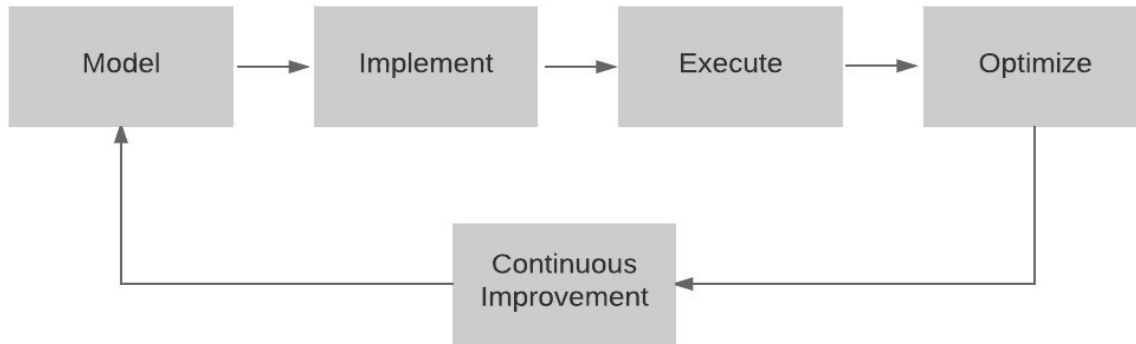 Model
Implement
Execute
Optimize
Continuous
Improvement